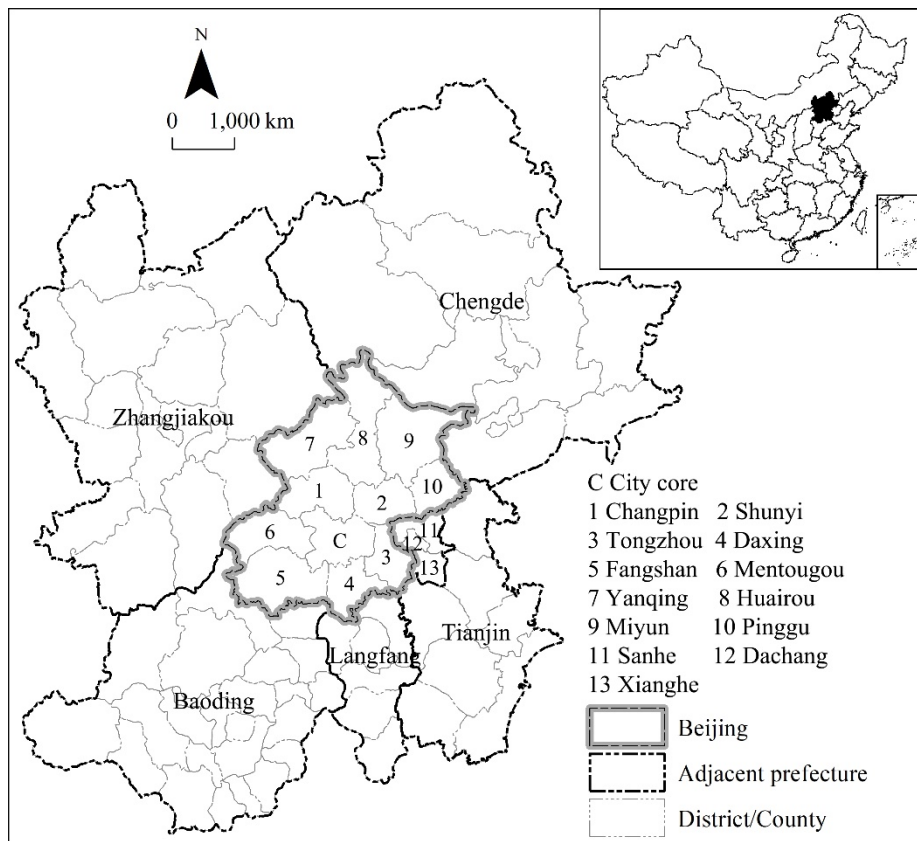 N
0 1,000 km
Chengde
Zhangjiakou
7 8 9
10
1
2
6
C
11
12
3
13
5
4
Tianjin
Langfang
Baoding
C City core
1 Changpin 2 Shunyi
3 Tongzhou 4 Daxing
5 Fangshan 6 Mentougou
7 Yanqing 8 Huairou
9 Miyun 10 Pinggu
11 Sanhe 12 Dachang
13 Xianghe
Beijing
Adjacent prefecture
District/County